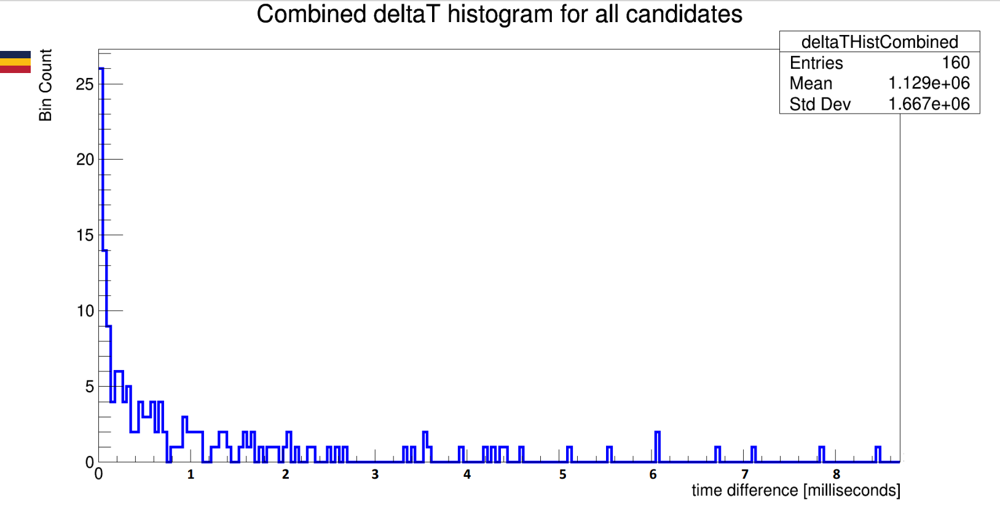 Combined deltaT histogram for all candidates
deltaTHistCombined
Entries 160
Mean 1.129e+06
Std Dev 1.667e+06
Bin Count
25
20
15
10
5
0
0 1 2 3 4 5 6 7 8
time difference [milliseconds]